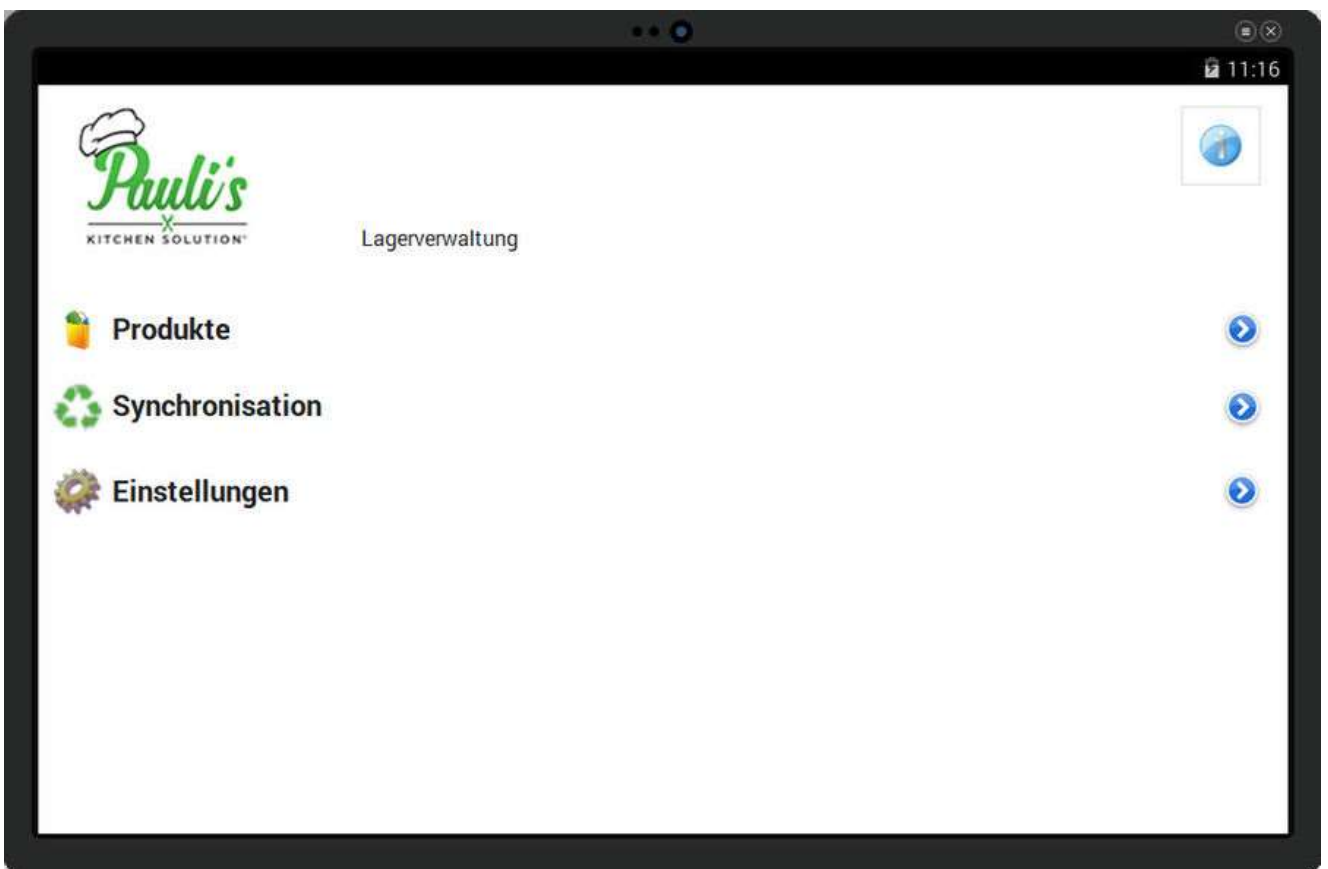 11:16
Pauli's
KITCHEN SOLUTION
Lagerverwaltung
Produkte
Synchronisation
Einstellungen